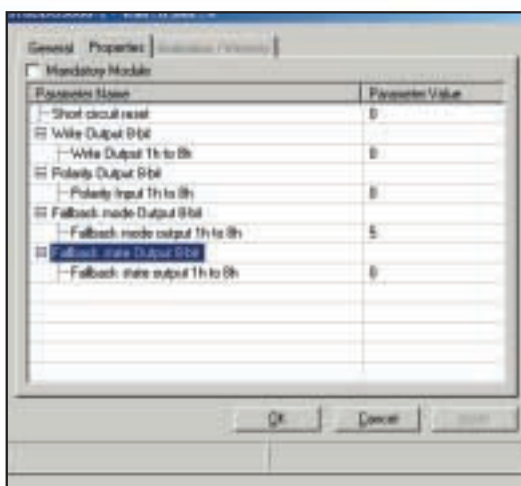 General Properties
Mandatory Module
Parameter Name Parameter Value
Short circuit reset 0
Write Output 8-bit
Write Output 1h to 8h 0
Polarity Output 8-bit
Polarity Input 1h to 8h 0
Fallback mode Output 8-bit
Fallback mode output 1h to 8h 5
Fallback state Output 8-bit
Fallback state output 1h to 8h 0
OK Cancel